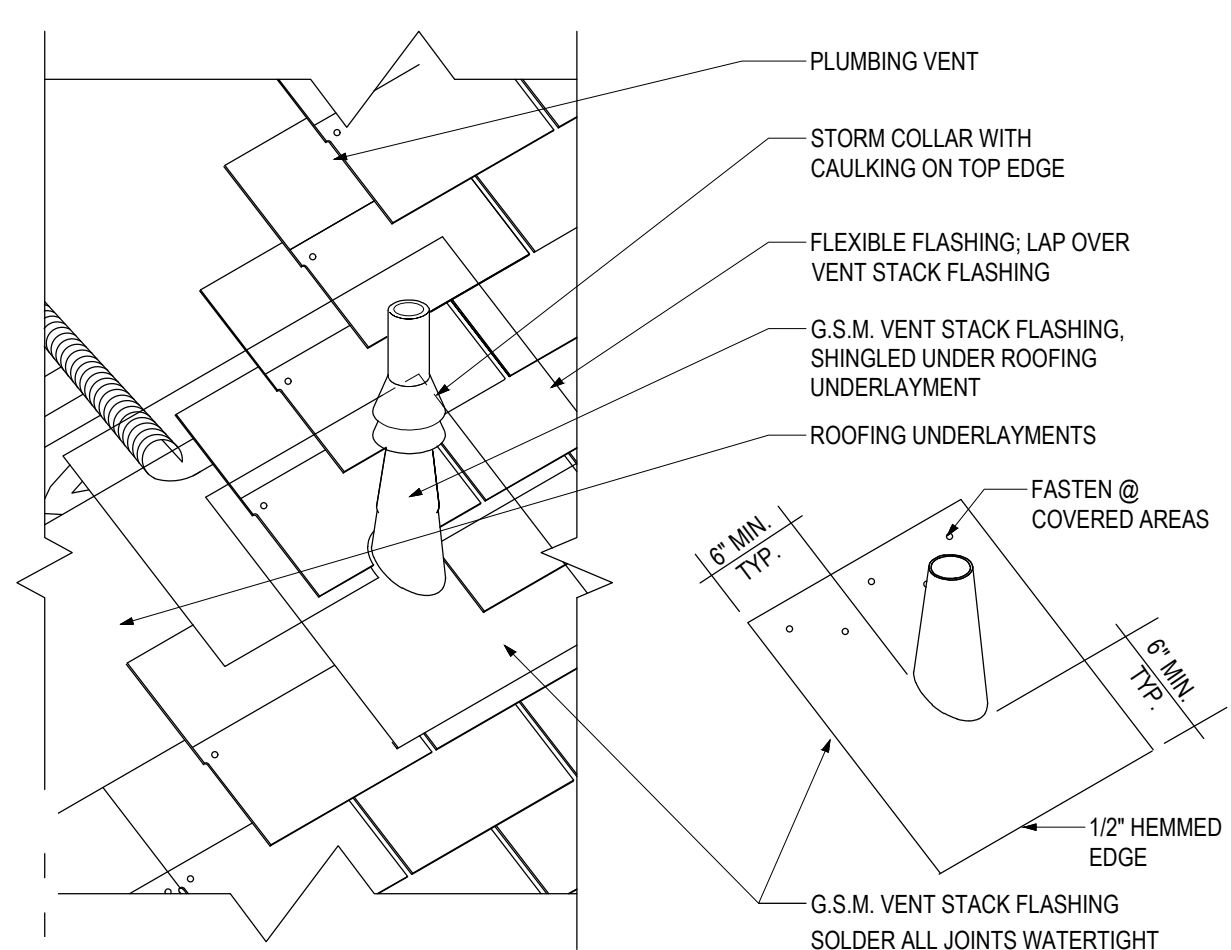 PLUMBING VENT
STORM COLLAR WITH
CAULKING ON TOP EDGE
FLEXIBLE FLASHING; LAP OVER
VENT STACK FLASHING
G.S.M. VENT STACK FLASHING,
SHINGLED UNDER ROOFING
UNDERLAYMENT
ROOFING UNDERLAYMENTS
FASTEN @
COVERED AREAS
6" MIN.
TYP.
6" MIN.
TYP.
1/2" HEMMED
EDGE
G.S.M. VENT STACK FLASHING
SOLDER ALL JOINTS WATERTIGHT